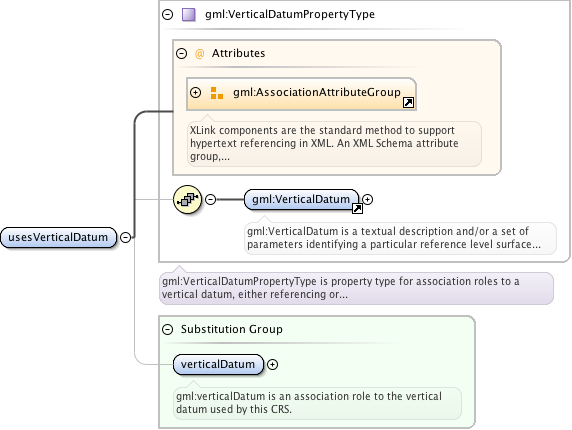 gml:VerticalDatumPropertyType
@ Attributes
gml:AssociationAttributeGroup
XLink components are the standard method to support
hypertext referencing in XML. An XML Schema attribute
group,...
gml:VerticalDatum
gml:VerticalDatum is a textual description and/or a set of
parameters identifying a particular reference level surface...
usesVerticalDatum
gml:VerticalDatumPropertyType is property type for association roles to a
vertical datum, either referencing or...
Substitution Group
verticalDatum
gml:verticalDatum is an association role to the vertical
datum used by this CRS.